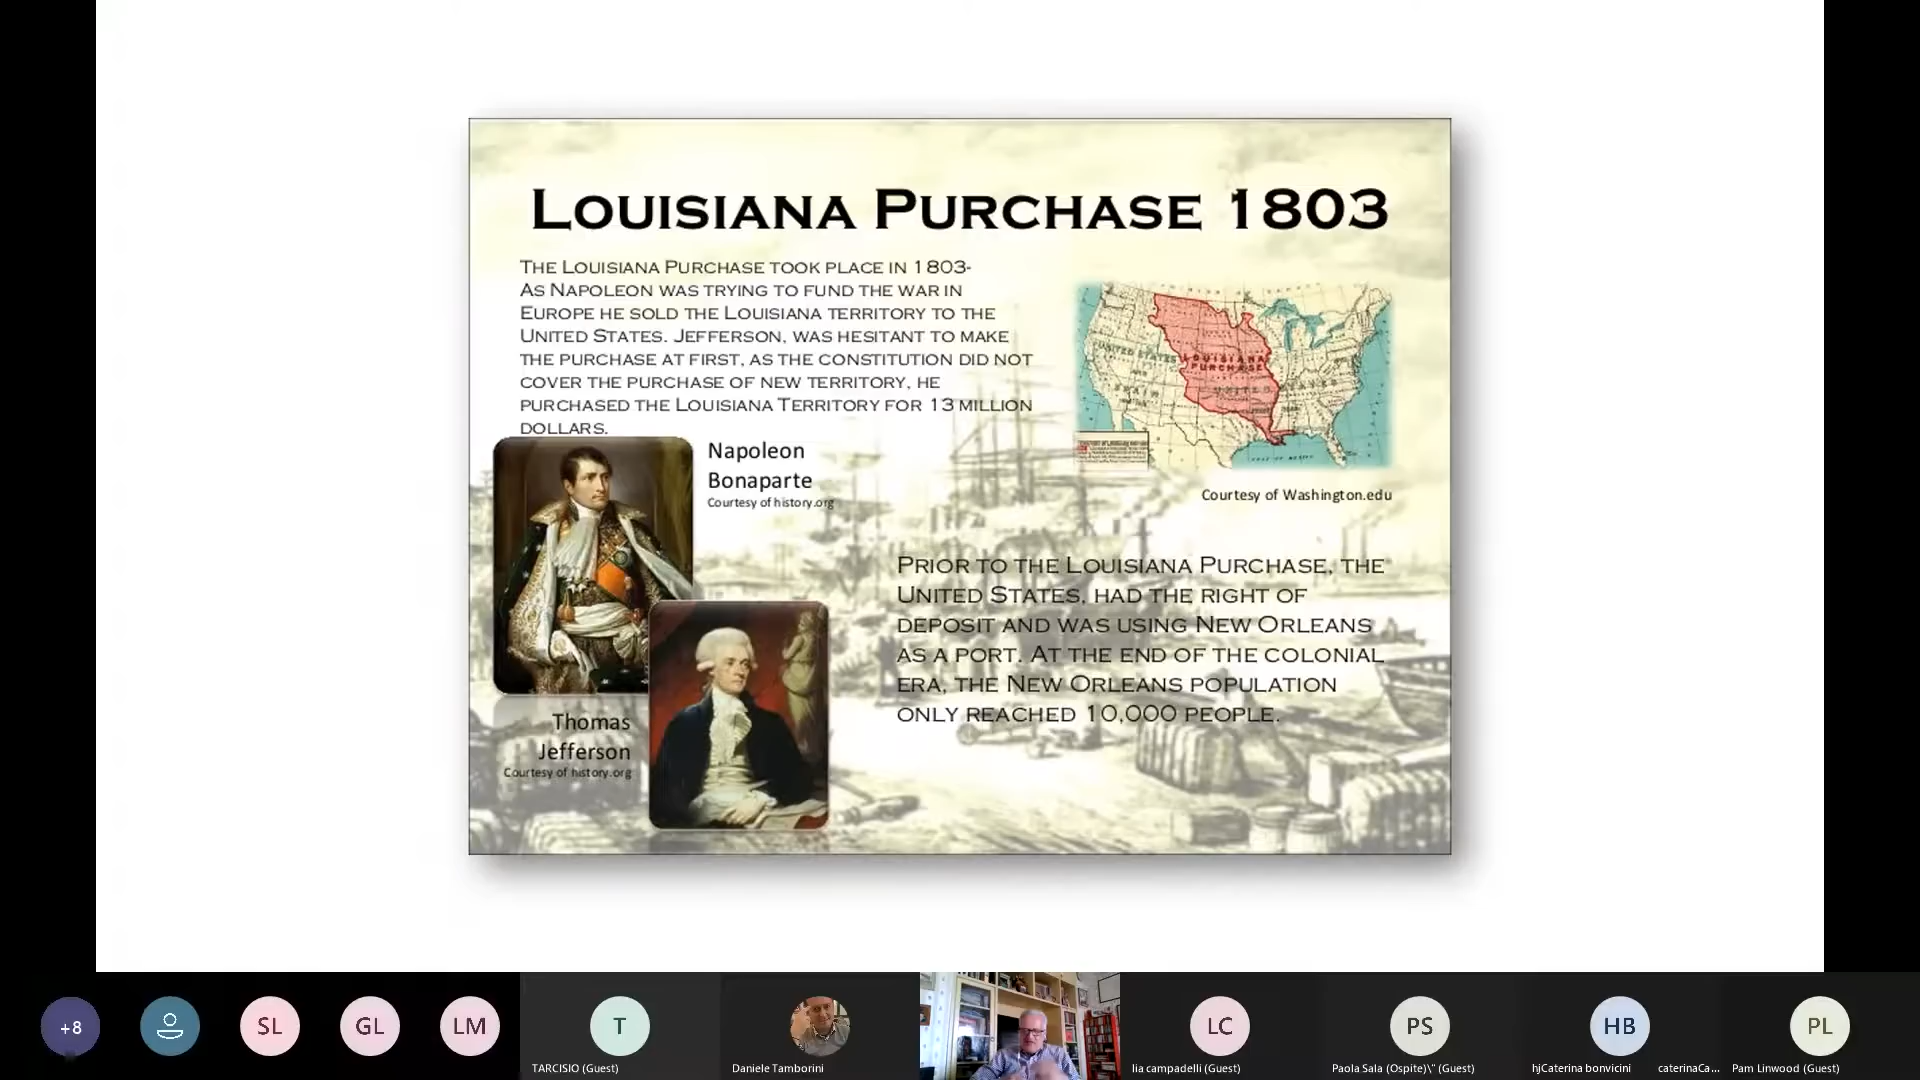 LOUISIANA PURCHASE 1803
THE LOUISIANA PURCHASE TOOK PLACE IN 1803-
AS NAPOLEON WAS TRYING TO FUND THE WAR IN
EUROPE HE SOLD THE LOUISIANA TERRITORY TO THE
UNITED STATES. JEFFERSON, WAS HESITANT TO MAKE
THE PURCHASE AT FIRST, AS THE CONSTITUTION DID NOT
COVER THE PURCHASE OF NEW TERRITORY, HE
PURCHASED THE LOUISIANA TERRITORY FOR 13 MILLION
DOLLARS.
UNITED STATES
LOUISIANA
PURCHASE
Courtesy of Washington.edu
Napoleon
Bonaparte
Courtesy of history.org
PRIOR TO THE LOUISIANA PURCHASE, THE
UNITED STATES, HAD THE RIGHT OF
DEPOSIT AND WAS USING NEW ORLEANS
AS A PORT. AT THE END OF THE COLONIAL
ERA, THE NEW ORLEANS POPULATION
ONLY REACHED 10,000 PEOPLE.
Thomas
Jefferson
Courtesy of history.org
+8
SL
GL
LM
T
TARCISIO (Guest)
Daniele Tamborini
LC
lia campadelli (Guest)
PS
Paola Sala (Ospite)\" (Guest)
HB
hjCaterina bonvicini
caterinaCa...
PL
Pam Linwood (Guest)